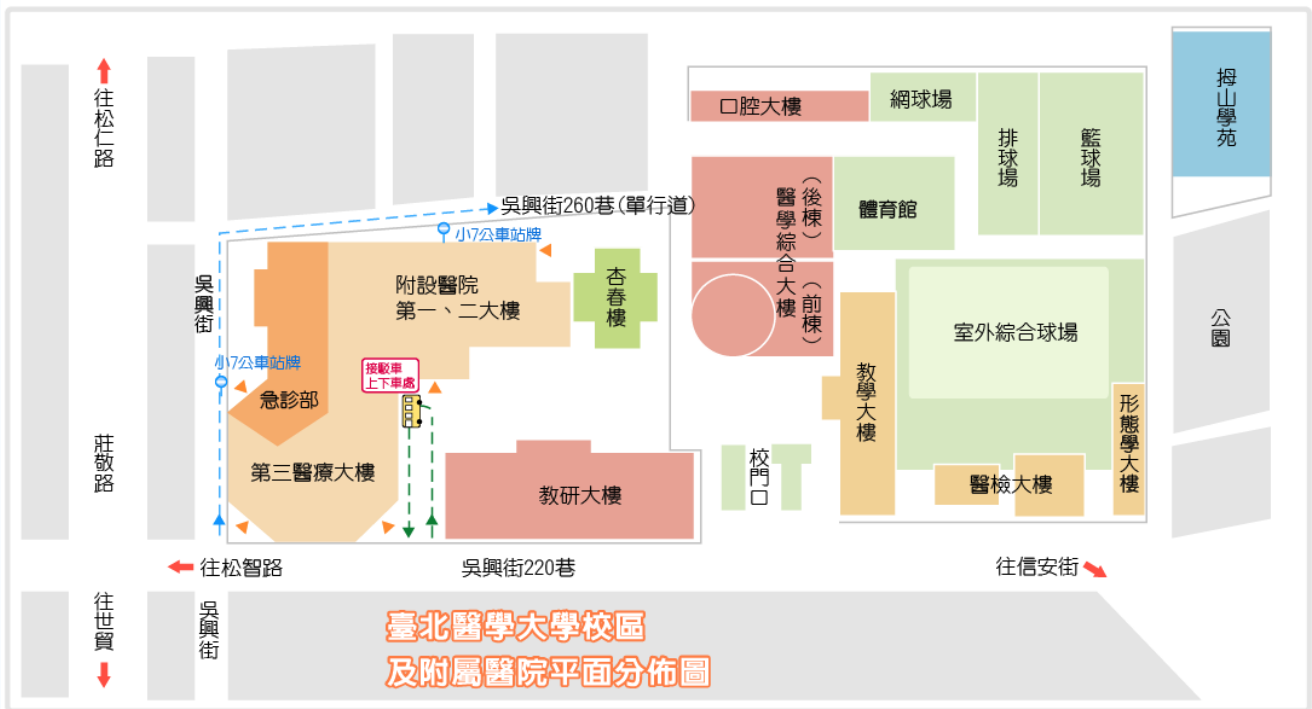 往松仁路
口腔大樓
網球場
排球場
籃球場
拇山學苑
吳興街260巷(單行道)
小7公車站牌
醫學綜合大樓
(後棟)
(前棟)
體育館
吳興街
附設醫院
第一、二大樓
杏春樓
室外綜合球場
公園
小7公車站牌
接駁車
上下車處
急診部
教學大樓
形態學大樓
莊敬路
第三醫療大樓
教研大樓
校門口
醫檢大樓
往松智路
吳興街220巷
往信安街
往世貿
吳興街
臺北醫學大學校區
及附屬醫院平面分佈圖